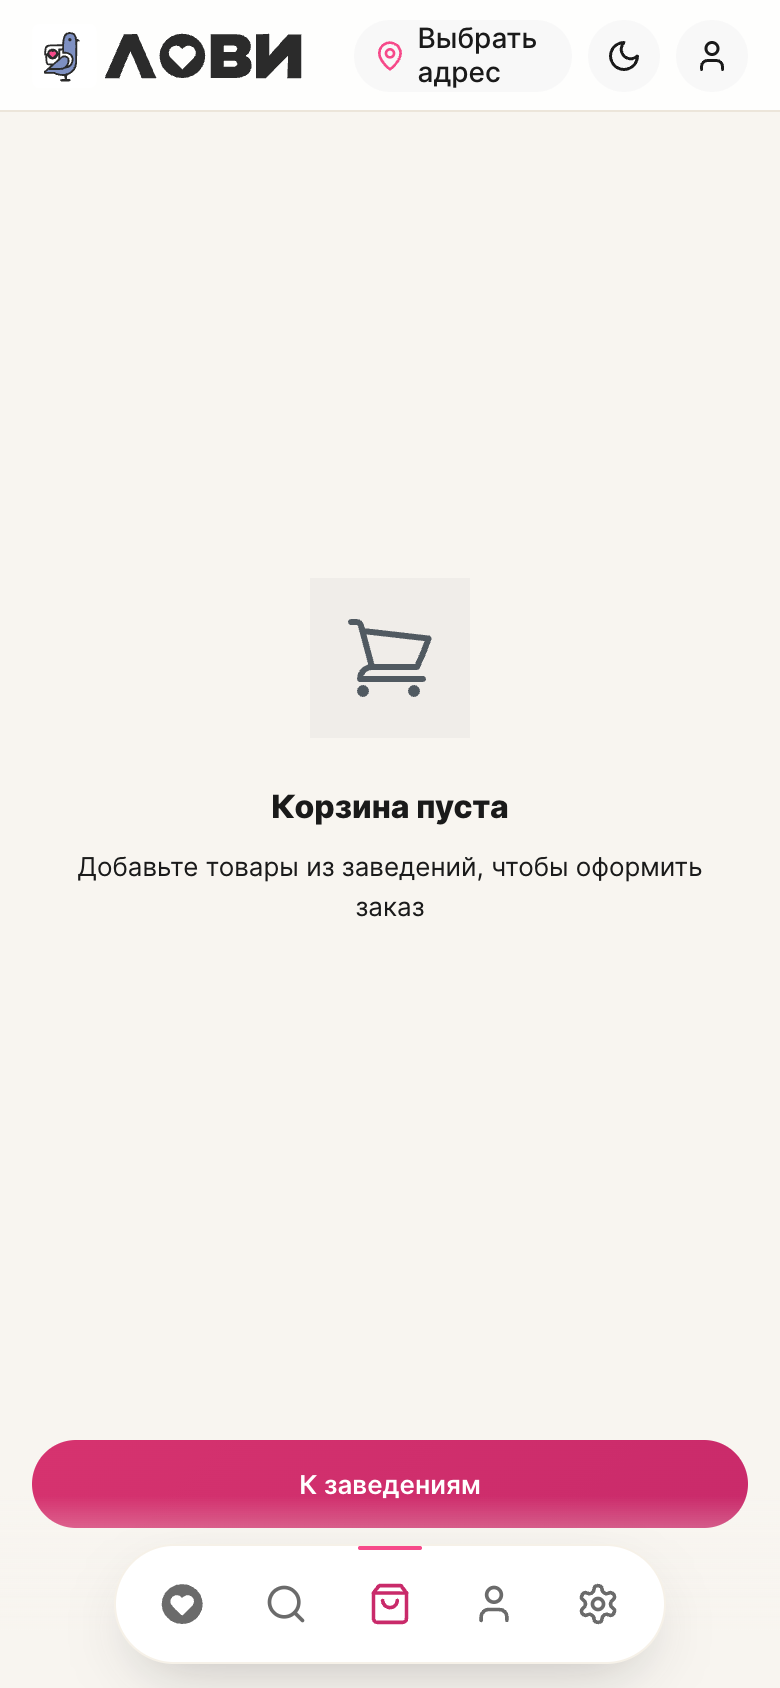 ЛОВИ
Выбрать
адрес
Корзина пуста
Добавьте товары из заведений, чтобы оформить
заказ
К заведениям